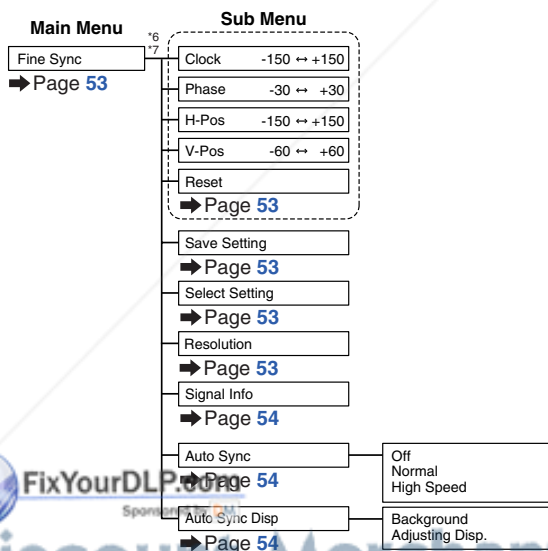 Main Menu
Sub Menu
*6
*7
Fine Sync
➡ Page 53
Clock -150 ↔ +150
Phase -30 ↔ +30
H-Pos -150 ↔ +150
V-Pos -60 ↔ +60
Reset
➡ Page 53
Save Setting
➡ Page 53
Select Setting
➡ Page 53
Resolution
➡ Page 53
Signal Info
➡ Page 54
Auto Sync
Off
Normal
High Speed
➡ Page 54
FixYourDLP.com
Sponsored by
Auto Sync Disp
Background
Adjusting Disp.
➡ Page 54